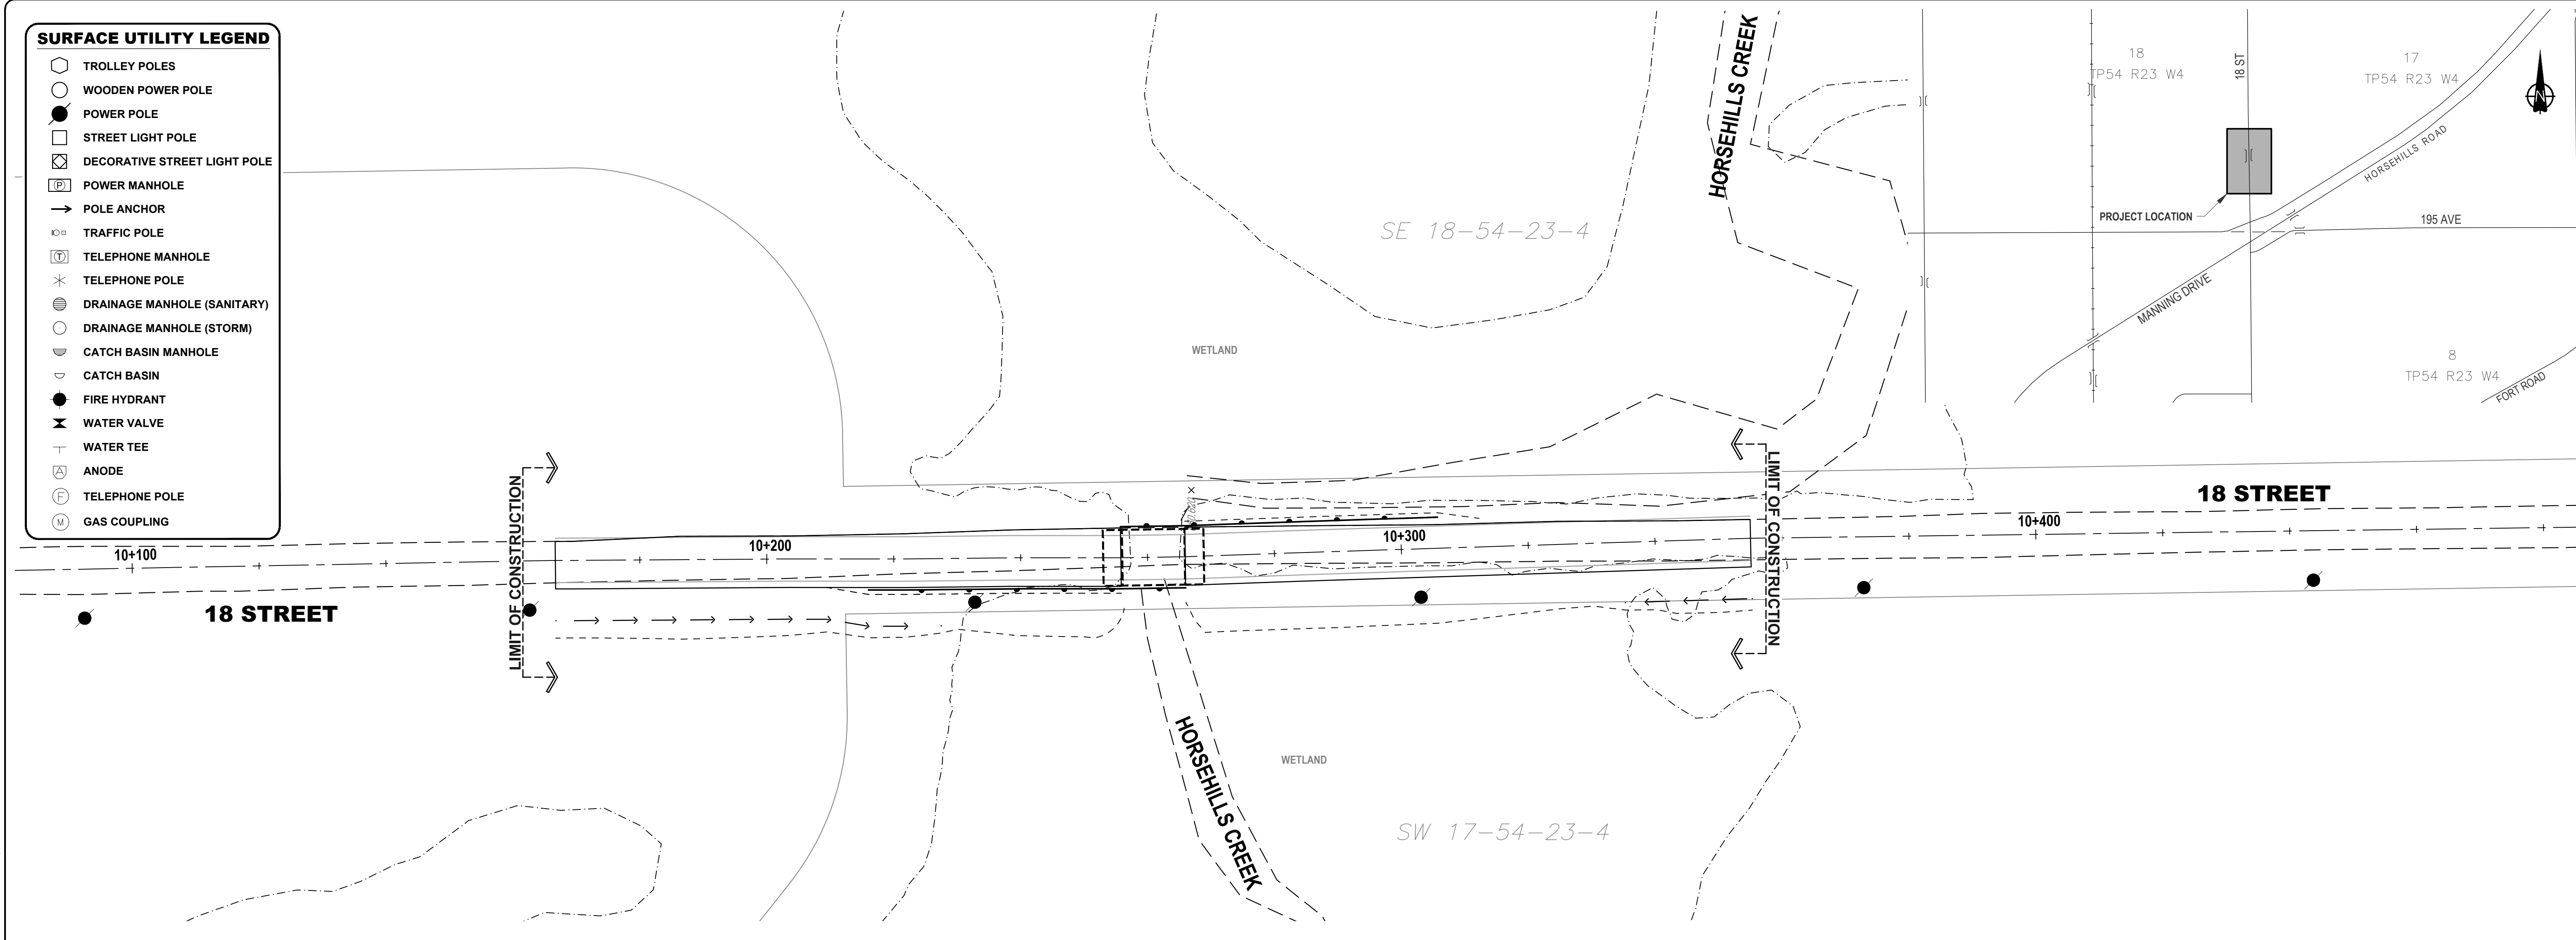 SURFACE UTILITY LEGEND
TROLLEY POLES
WOODEN POWER POLE
POWER POLE
STREET LIGHT POLE
DECORATIVE STREET LIGHT POLE
P POWER MANHOLE
POLE ANCHOR
TRAFFIC POLE
T TELEPHONE MANHOLE
TELEPHONE POLE
DRAINAGE MANHOLE (SANITARY)
DRAINAGE MANHOLE (STORM)
CATCH BASIN MANHOLE
CATCH BASIN
FIRE HYDRANT
WATER VALVE
WATER TEE
A ANODE
F TELEPHONE POLE
M GAS COUPLING
HORSEHILLS CREEK
SE 18-54-23-4
WETLAND
18
TP54 R23 W4
18 ST
17
TP54 R23 W4
N
HORSEHILLS ROAD
PROJECT LOCATION
195 AVE
MANNING DRIVE
8
TP54 R23 W4
FORT ROAD
LIMIT OF CONSTRUCTION
LIMIT OF CONSTRUCTION
18 STREET
10+100
10+200
10+300
10+400
18 STREET
HORSEHILLS CREEK
WETLAND
SW 17-54-23-4